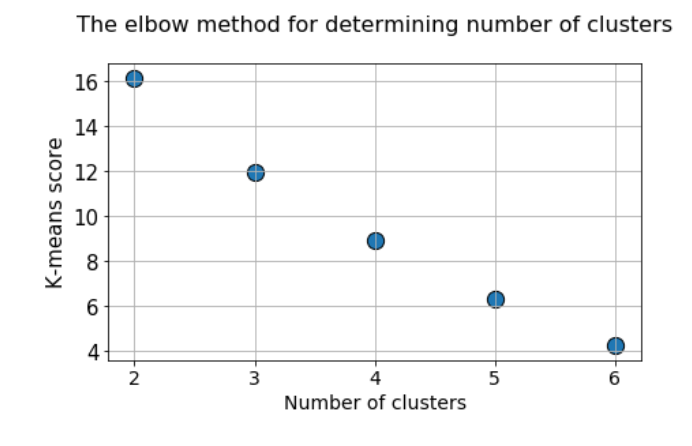 The elbow method for determining number of clusters
16
14
12
10
8
6
4
K-means score
2 3 4 5 6
Number of clusters